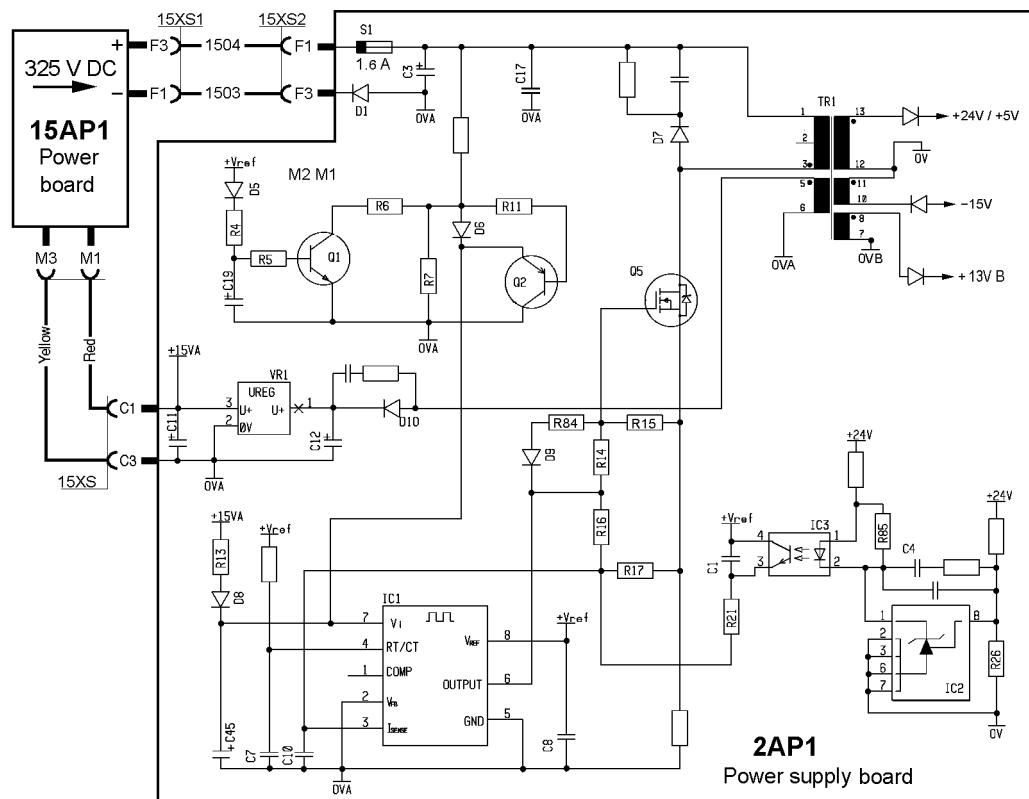 15XS1
15XS2
+ F3 1504 F1
325 V DC
− F1 1503 F3
15AP1
Power
board
S1
1.6 A
D1
+ C3
0VA
C17
0VA
D7
TR1
1
2
3
5
6
13
12
11
10
8
7
+24V / +5V
0V
−15V
+ 13V B
0VA
0VB
+Vref
D5
M2 M1
R4
R5
+ C19
Q1
R6
R7
R11
D6
Q2
0VA
Q5
M3 M1
Yellow
Red
+15VA
C1
C3
15XS
+ C11
VR1
UREG
3 U+ U+ 1
2 0V
+ C12
D10
0VA
R84
R15
D9
R14
R16
R17
+15VA
R13
D8
+Vref
IC1
7 VI
4 RT/CT
1 COMP
2 VFB
3 ISENSE
VREF 8
OUTPUT 6
GND 5
+Vref
+ C45
C7
C10
C8
0VA
+24V
+Vref
C1
R21
IC3
4
3
1
2
R85
C4
+24V
1
2
3
6
7
8
IC2
R26
0V
2AP1
Power supply board